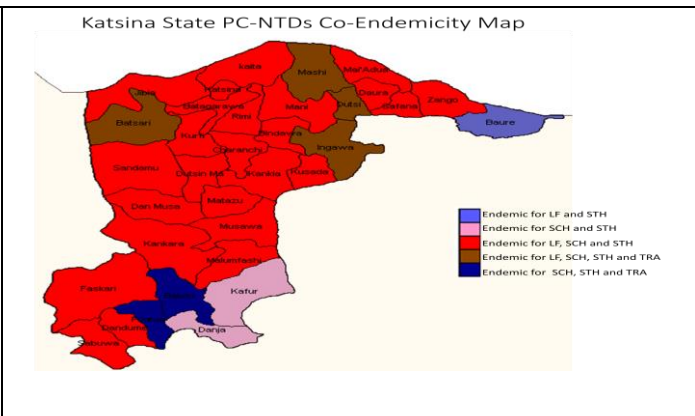 Katsina State PC-NTDs Co-Endemicity Map
kaita
Mashi
Mai'Adua
Jibia
Katsina
Daura
Zango
Batagarawa
Mani
Dutsi
Batsari
Rimi
Baure
Bindawa
Ingawa
Charanchi
Sandamu
Dutsin Ma
Kankia
Kusada
Dan Musa
Matazu
Musawa
Kankara
Malumfashi
Faskari
Kafur
Danja
Sabuwa
Endemic for LF and STH
Endemic for SCH and STH
Endemic for LF, SCH and STH
Endemic for LF, SCH, STH and TRA
Endemic for  SCH, STH and TRA